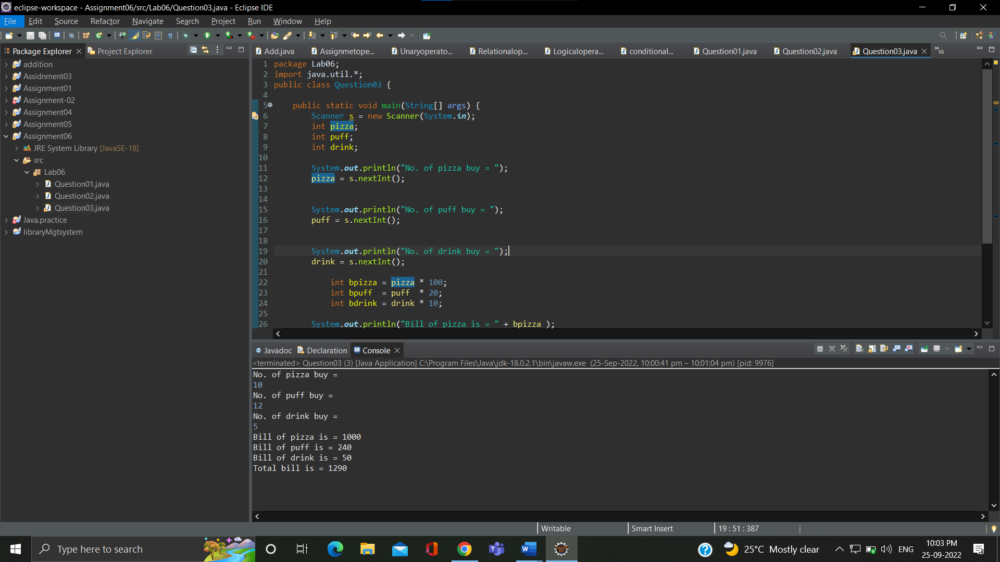 eclipse-workspace - Assignment06/src/Lab06/Question03.java - Eclipse IDE
File Edit Source Refactor Navigate Search Project Run Window Help
Package Explorer Project Explorer
addition
Assidnment03
Assignment01
Assignment-02
Assignment04
Assignment05
Assignment06
JRE System Library [JavaSE-18]
src
Lab06
Question01.java
Question02.java
Question03.java
Java.practice
libraryMgtsystem
Add.java Assignmetope... Unaryoperato... Relationalop... Logicalopera... conditional... Question01.java Question02.java Question03.java »68
1 package Lab06;
2 import java.util.*;
3 public class Question03 {
4
5 public static void main(String[] args) {
6 Scanner s = new Scanner(System.in);
7 int pizza;
8 int puff;
9 int drink;
10
11 System.out.println("No. of pizza buy = ");
12 pizza = s.nextInt();
13
14
15 System.out.println("No. of puff buy = ");
16 puff = s.nextInt();
17
18
19 System.out.println("No. of drink buy = ");
20 drink = s.nextInt();
21
22 int bpizza = pizza * 100;
23 int bpuff  = puff  * 20;
24 int bdrink = drink * 10;
25
26 System.out.println("Bill of pizza is = " + bpizza );
@ Javadoc Declaration Console
<terminated> Question03 (3) [Java Application] C:\Program Files\Java\jdk-18.0.2.1\bin\javaw.exe (25-Sep-2022, 10:00:41 pm – 10:01:04 pm) [pid: 9976]
No. of pizza buy =
10
No. of puff buy =
12
No. of drink buy =
5
Bill of pizza is = 1000
Bill of puff is = 240
Bill of drink is = 50
Total bill is = 1290
Writable Smart Insert 19 : 51 : 387
Type here to search
25°C Mostly clear ENG 10:03 PM
25-09-2022